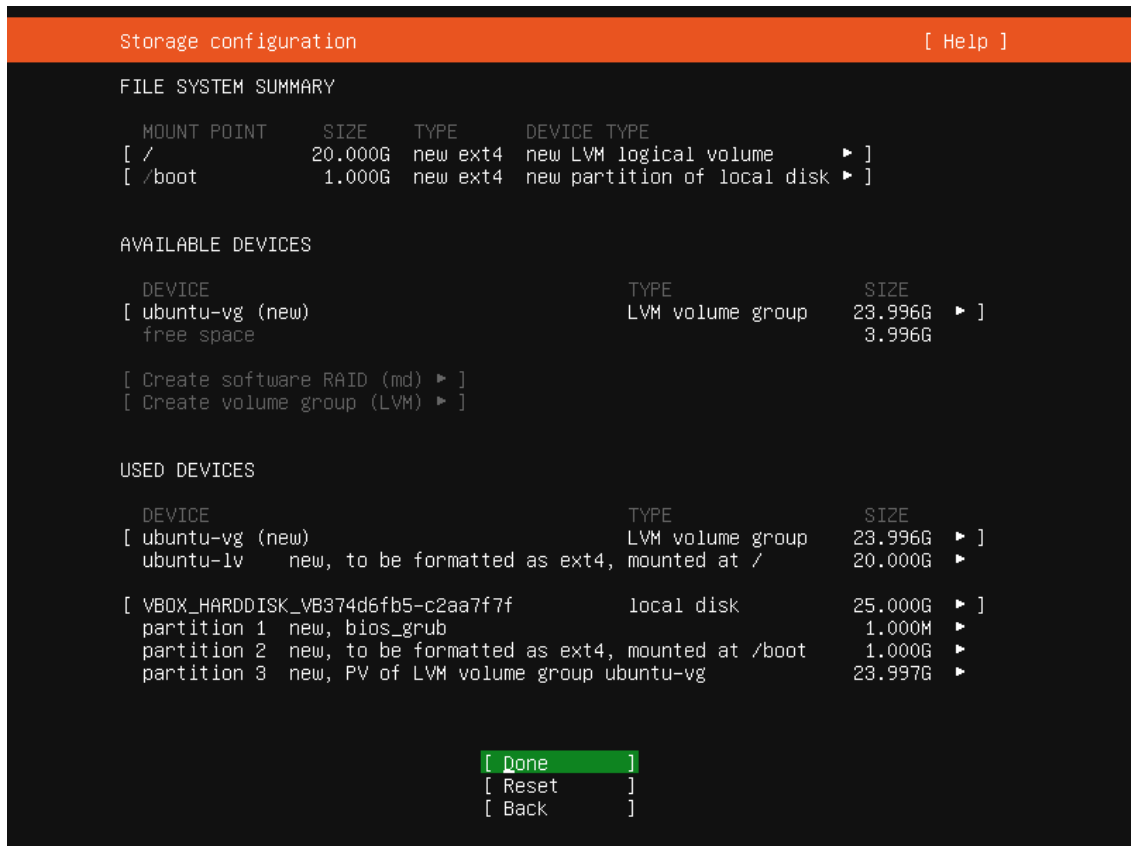 Storage configuration [ Help ]
FILE SYSTEM SUMMARY
MOUNT POINT SIZE TYPE DEVICE TYPE
[ / 20.000G new ext4 new LVM logical volume ▸ ]
[ /boot 1.000G new ext4 new partition of local disk ▸ ]
AVAILABLE DEVICES
DEVICE TYPE SIZE
[ ubuntu-vg (new) LVM volume group 23.996G ▸ ]
free space 3.996G
[ Create software RAID (md) ▸ ]
[ Create volume group (LVM) ▸ ]
USED DEVICES
DEVICE TYPE SIZE
[ ubuntu-vg (new) LVM volume group 23.996G ▸ ]
ubuntu-lv new, to be formatted as ext4, mounted at / 20.000G ▸
[ VBOX_HARDDISK_VB374d6fb5-c2aa7f7f local disk 25.000G ▸ ]
partition 1 new, bios_grub 1.000M ▸
partition 2 new, to be formatted as ext4, mounted at /boot 1.000G ▸
partition 3 new, PV of LVM volume group ubuntu-vg 23.997G ▸
[ Done ]
[ Reset ]
[ Back ]